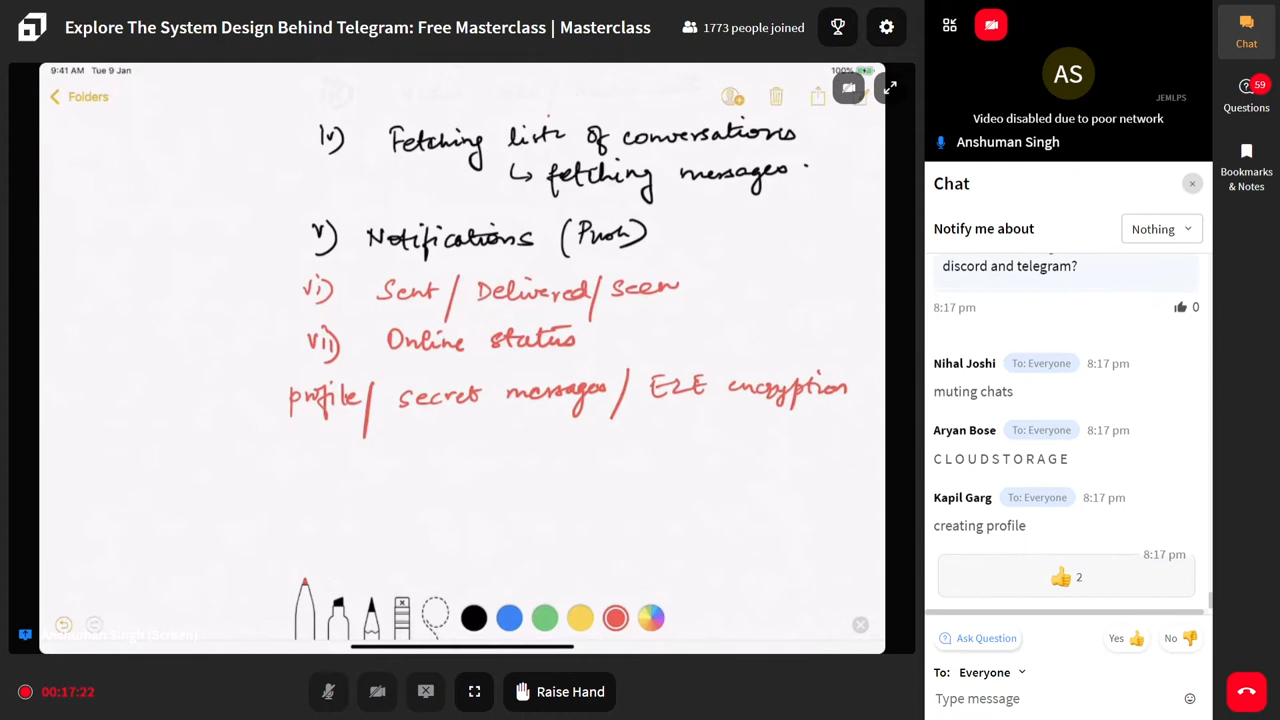 Explore The System Design Behind Telegram: Free Masterclass | Masterclass
1773 people joined
9:41 AM Tue 9 Jan
100%
Folders
iv) Fetching list of conversations
↳ fetching messages.
v) Notifications (Push)
vi) Sent / Delivered / Seen
vii) Online status
profile / secret messages / E2E encryption
Anshuman Singh (Screen)
00:17:22
Raise Hand
AS
JEMLPS
Video disabled due to poor network
Anshuman Singh
Chat
Notify me about
Nothing
discord and telegram?
8:17 pm
0
Nihal Joshi To: Everyone 8:17 pm
muting chats
Aryan Bose To: Everyone 8:17 pm
C L O U D S T O R A G E
Kapil Garg To: Everyone 8:17 pm
creating profile
8:17 pm
👍 2
Ask Question
Yes 👍
No 👎
To: Everyone
Type message
Chat
59
Questions
Bookmarks
& Notes